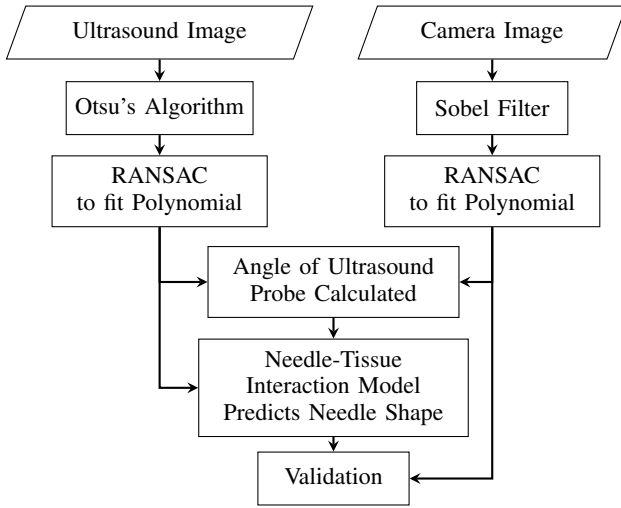 Ultrasound Image
Camera Image
Otsu's Algorithm
Sobel Filter
RANSAC
to fit Polynomial
RANSAC
to fit Polynomial
Angle of Ultrasound
Probe Calculated
Needle-Tissue
Interaction Model
Predicts Needle Shape
Validation